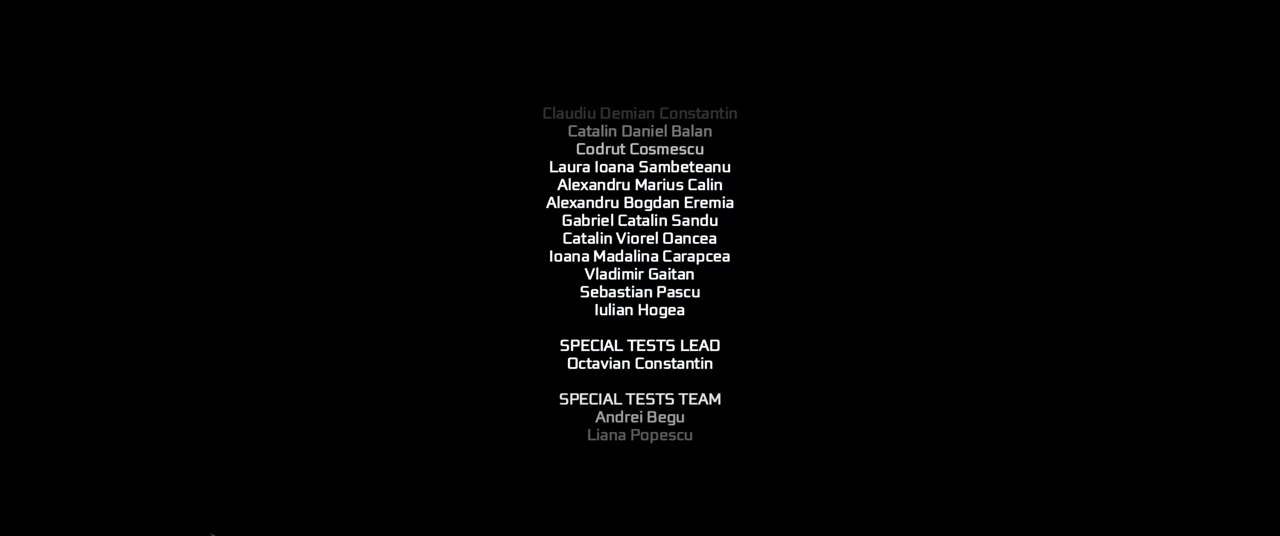 Claudiu Demian Constantin
Catalin Daniel Balan
Codrut Cosmescu
Laura Ioana Sambeteanu
Alexandru Marius Calin
Alexandru Bogdan Eremia
Gabriel Catalin Sandu
Catalin Viorel Oancea
Ioana Madalina Carapcea
Vladimir Gaitan
Sebastian Pascu
Iulian Hogea
SPECIAL TESTS LEAD
Octavian Constantin
SPECIAL TESTS TEAM
Andrei Begu
Liana Popescu